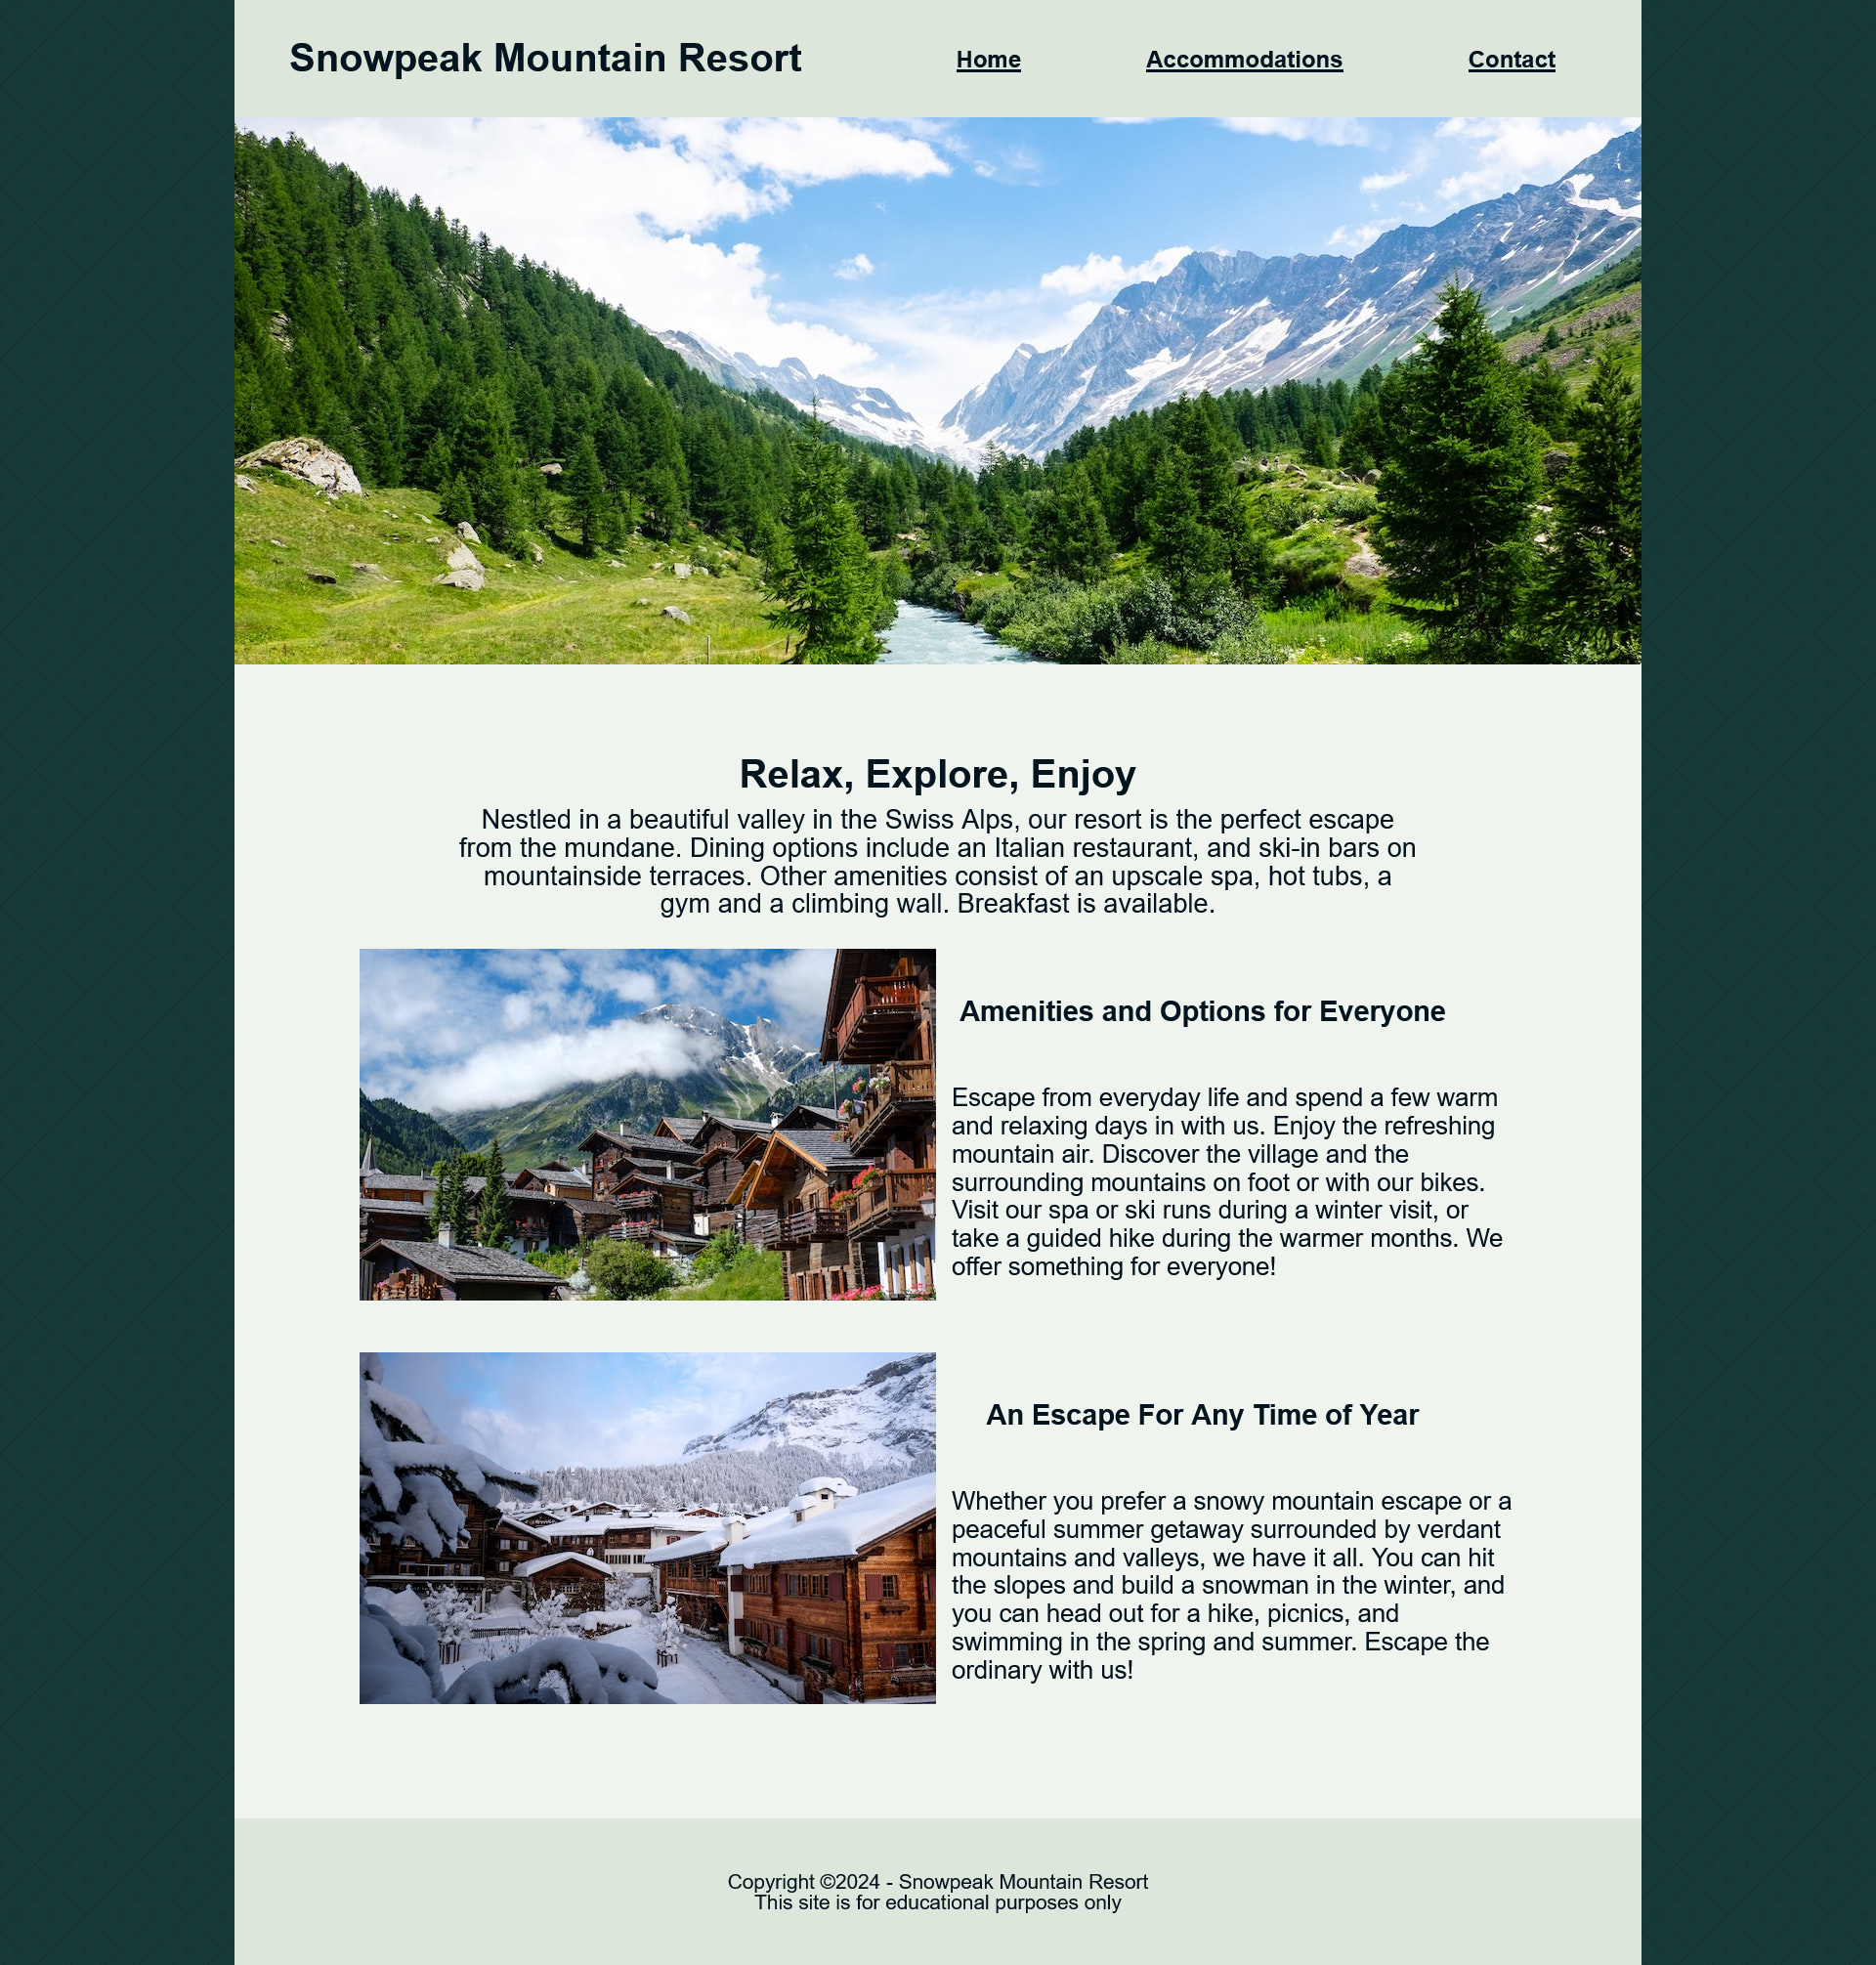 Snowpeak Mountain Resort
Home
Accommodations
Contact
Relax, Explore, Enjoy
Nestled in a beautiful valley in the Swiss Alps, our resort is the perfect escape
from the mundane. Dining options include an Italian restaurant, and ski-in bars on
mountainside terraces. Other amenities consist of an upscale spa, hot tubs, a
gym and a climbing wall. Breakfast is available.
Amenities and Options for Everyone
Escape from everyday life and spend a few warm
and relaxing days in with us. Enjoy the refreshing
mountain air. Discover the village and the
surrounding mountains on foot or with our bikes.
Visit our spa or ski runs during a winter visit, or
take a guided hike during the warmer months. We
offer something for everyone!
An Escape For Any Time of Year
Whether you prefer a snowy mountain escape or a
peaceful summer getaway surrounded by verdant
mountains and valleys, we have it all. You can hit
the slopes and build a snowman in the winter, and
you can head out for a hike, picnics, and
swimming in the spring and summer. Escape the
ordinary with us!
Copyright ©2024 - Snowpeak Mountain Resort
This site is for educational purposes only